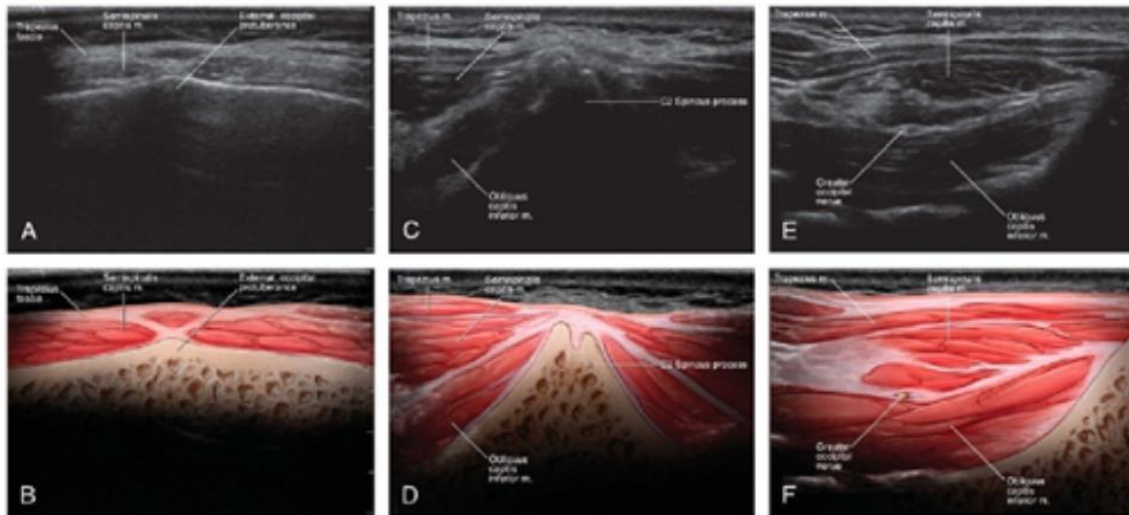 Trapezius
fascia
Semispinalis
capitis m.
External occipital
protuberance
A
Trapezius m.
Semispinalis
capitis m.
C2 Spinous process
Obliquus
capitis
inferior m.
C
Trapezius m.
Semispinalis
capitis m.
Greater
occipital
nerve
Obliquus
capitis
inferior m.
E
Trapezius
fascia
Semispinalis
capitis m.
External occipital
protuberance
B
Trapezius m.
Semispinalis
capitis m.
C2 Spinous process
Obliquus
capitis
inferior m.
D
Trapezius m.
Semispinalis
capitis m.
Greater
occipital
nerve
Obliquus
capitis
inferior m.
F